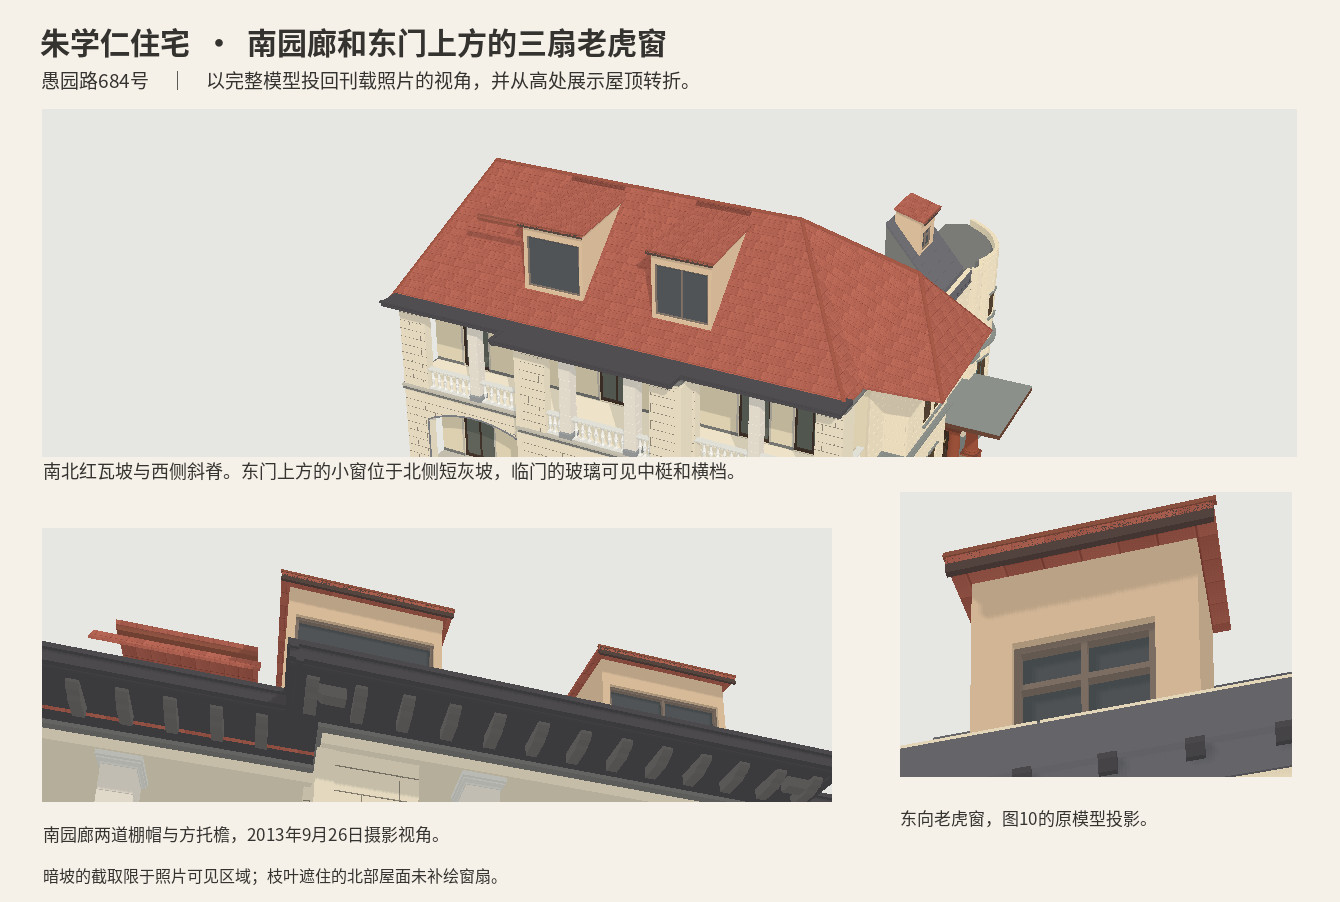 朱学仁住宅 · 南园廊和东门上方的三扇老虎窗
愚园路684号 ｜ 以完整模型投回刊载照片的视角，并从高处展示屋顶转折。
南北红瓦坡与西侧斜脊。东门上方的小窗位于北侧短灰坡，临门的玻璃可见中梃和横档。
南园廊两道棚帽与方托檐，2013年9月26日摄影视角。
东向老虎窗，图10的原模型投影。
暗坡的截取限于照片可见区域；枝叶遮住的北部屋面未补绘窗扇。